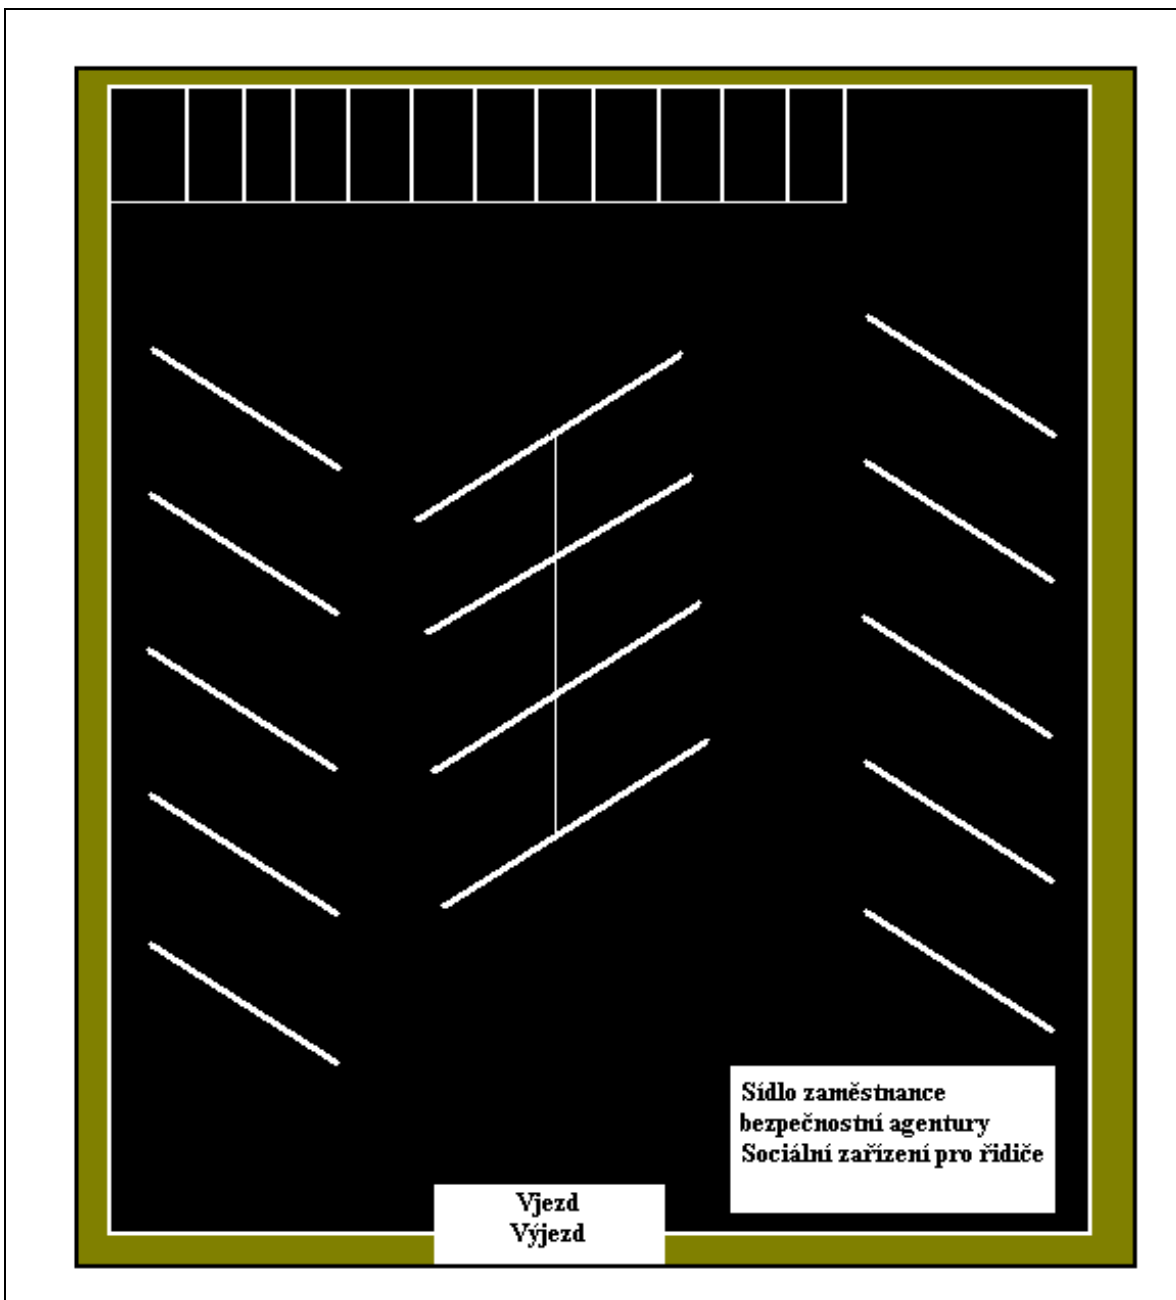 Sídlo zaměstnance
bezpečnostní agentury
Sociální zařízení pro řidiče
Vjezd
Výjezd